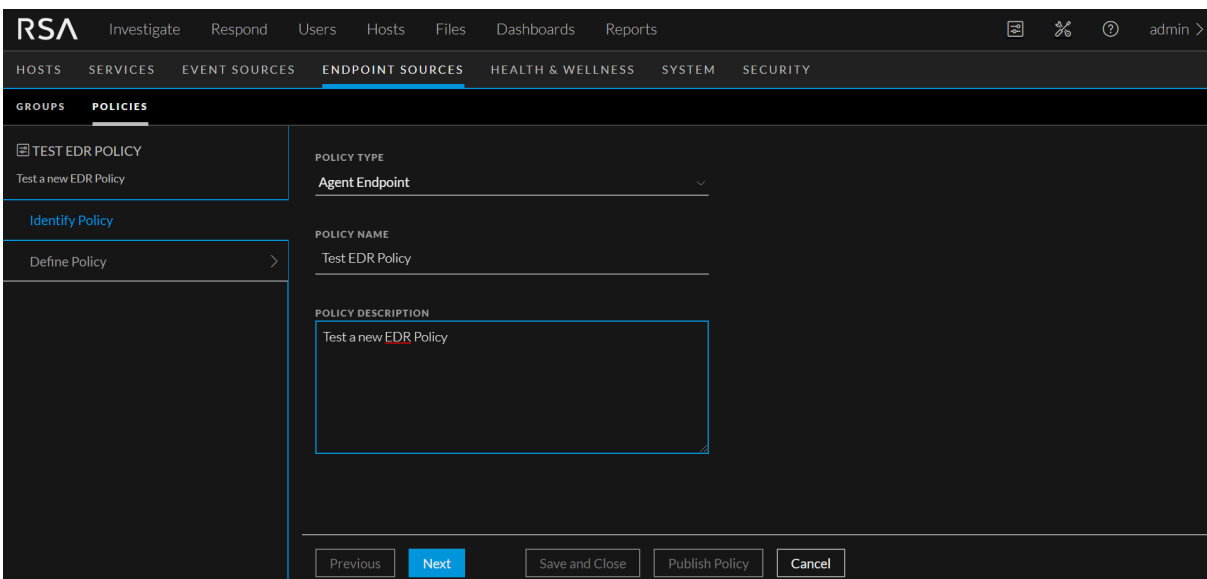 RSA Investigate Respond Users Hosts Files Dashboards Reports admin
HOSTS SERVICES EVENT SOURCES ENDPOINT SOURCES HEALTH & WELLNESS SYSTEM SECURITY
GROUPS POLICIES
TEST EDR POLICY
Test a new EDR Policy
Identify Policy
Define Policy
POLICY TYPE
Agent Endpoint
POLICY NAME
Test EDR Policy
POLICY DESCRIPTION
Test a new EDR Policy
Previous Next Save and Close Publish Policy Cancel